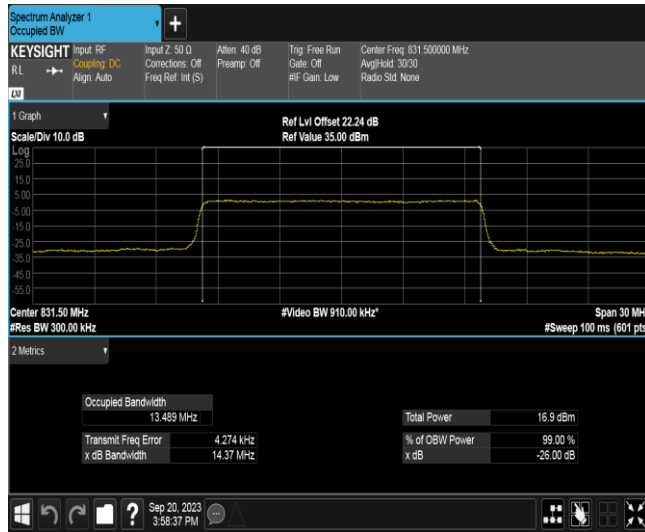 Spectrum Analyzer 1
Occupied BW
KEYSIGHT
RL
LXI
Input: RF
Coupling: DC
Align: Auto
Input Z: 50 Ω
Corrections: Off
Freq Ref: Int (S)
Atten: 40 dB
Preamp: Off
Trig: Free Run
Gate: Off
#IF Gain: Low
Center Freq: 831.500000 MHz
Avg|Hold: 30/30
Radio Std: None
1 Graph
Scale/Div 10.0 dB
Ref Lvl Offset 22.24 dB
Ref Value 35.00 dBm
Log
25.0
15.0
5.00
-5.00
-15.0
-25.0
-35.0
-45.0
-55.0
Center 831.50 MHz
#Video BW 910.00 kHz*
Span 30 MH
#Res BW 300.00 kHz
#Sweep 100 ms (601 pts
2 Metrics
Occupied Bandwidth
13.489 MHz
Total Power 16.9 dBm
Transmit Freq Error 4.274 kHz
% of OBW Power 99.00 %
x dB Bandwidth 14.37 MHz
x dB -26.00 dB
?
Sep 20, 2023
3:58:37 PM